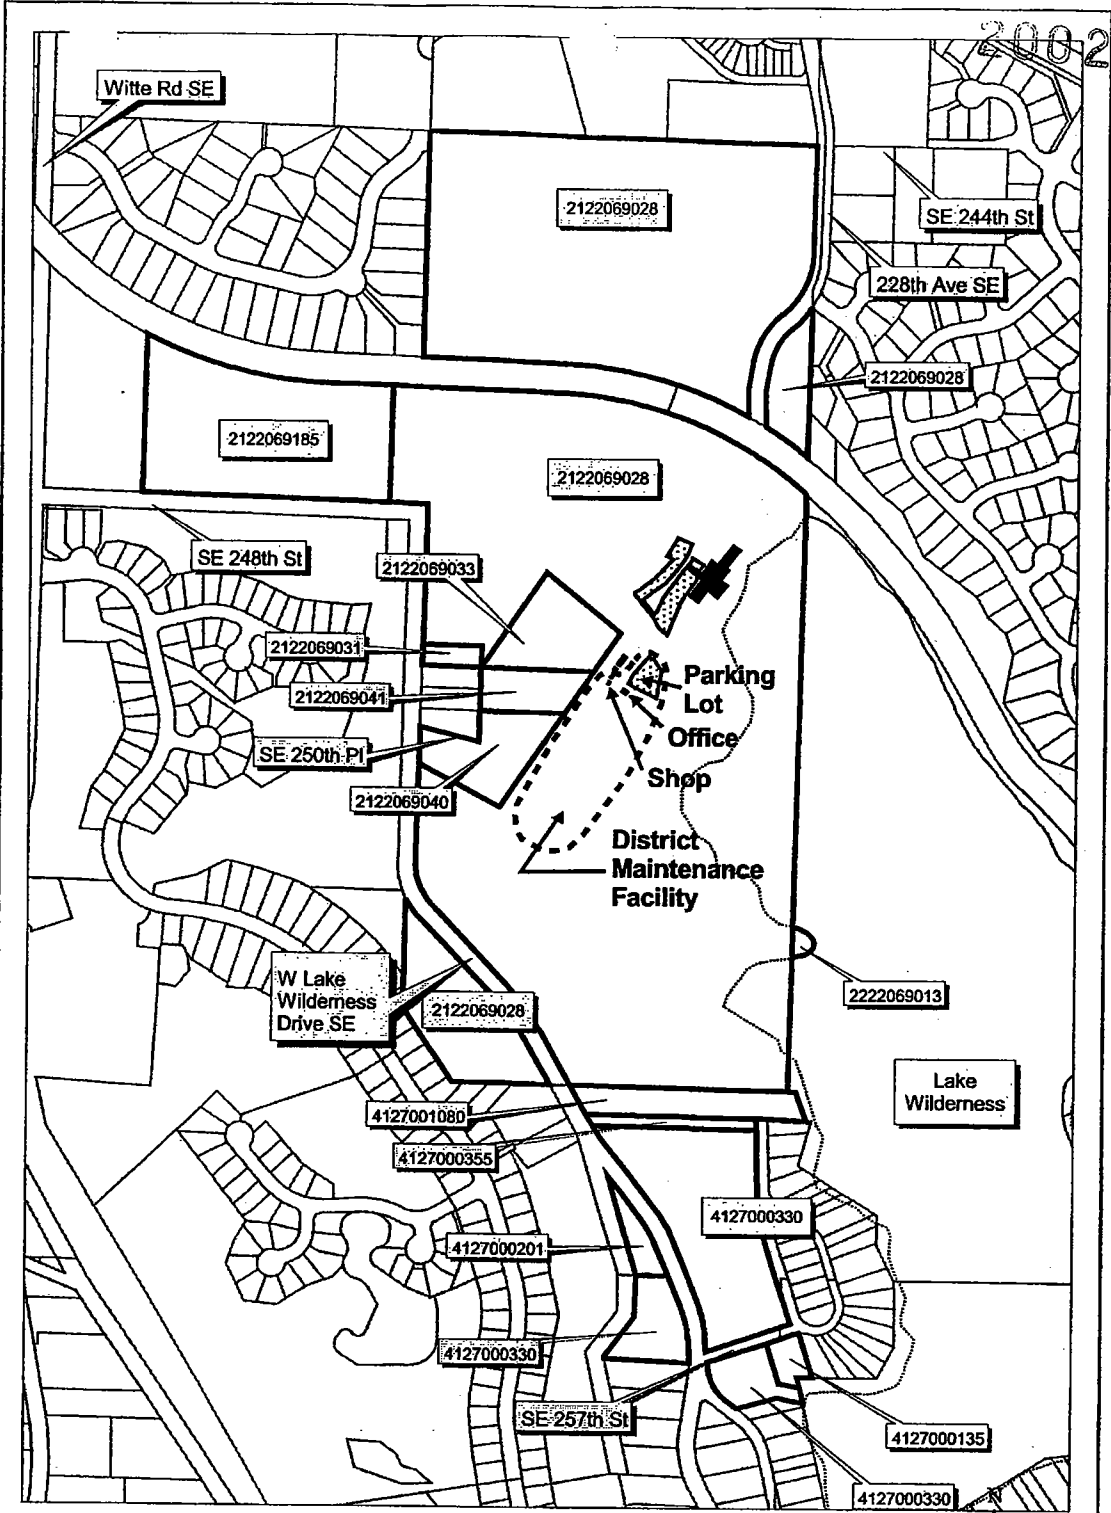 2002
Witte Rd SE
2122069028
SE 244th St
228th Ave SE
2122069028
2122069185
2122069028
SE 248th St
2122069033
2122069031
2122069041
SE 250th Pl
2122069040
Parking
Lot
Office
Shop
District
Maintenance
Facility
W Lake
Wilderness
Drive SE
2122069028
2222069013
Lake
Wilderness
4127001080
4127000355
4127000330
4127000201
4127000330
SE 257th St
4127000135
4127000330
N